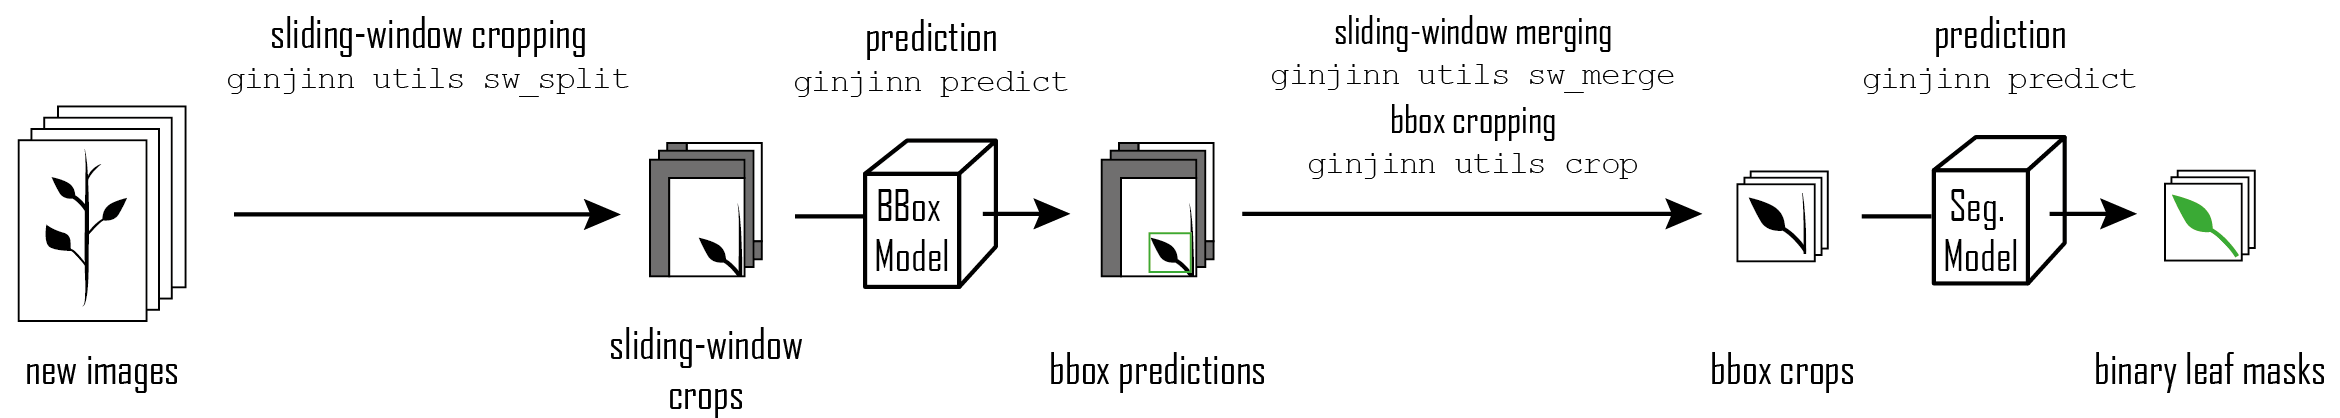 sliding-window cropping
ginjinn utils sw_split
prediction
ginjinn predict
sliding-window merging
ginjinn utils sw_merge
bbox cropping
ginjinn utils crop
prediction
ginjinn predict
BBox
Model
Seg.
Model
new images
sliding-window
crops
bbox predictions
bbox crops
binary leaf masks